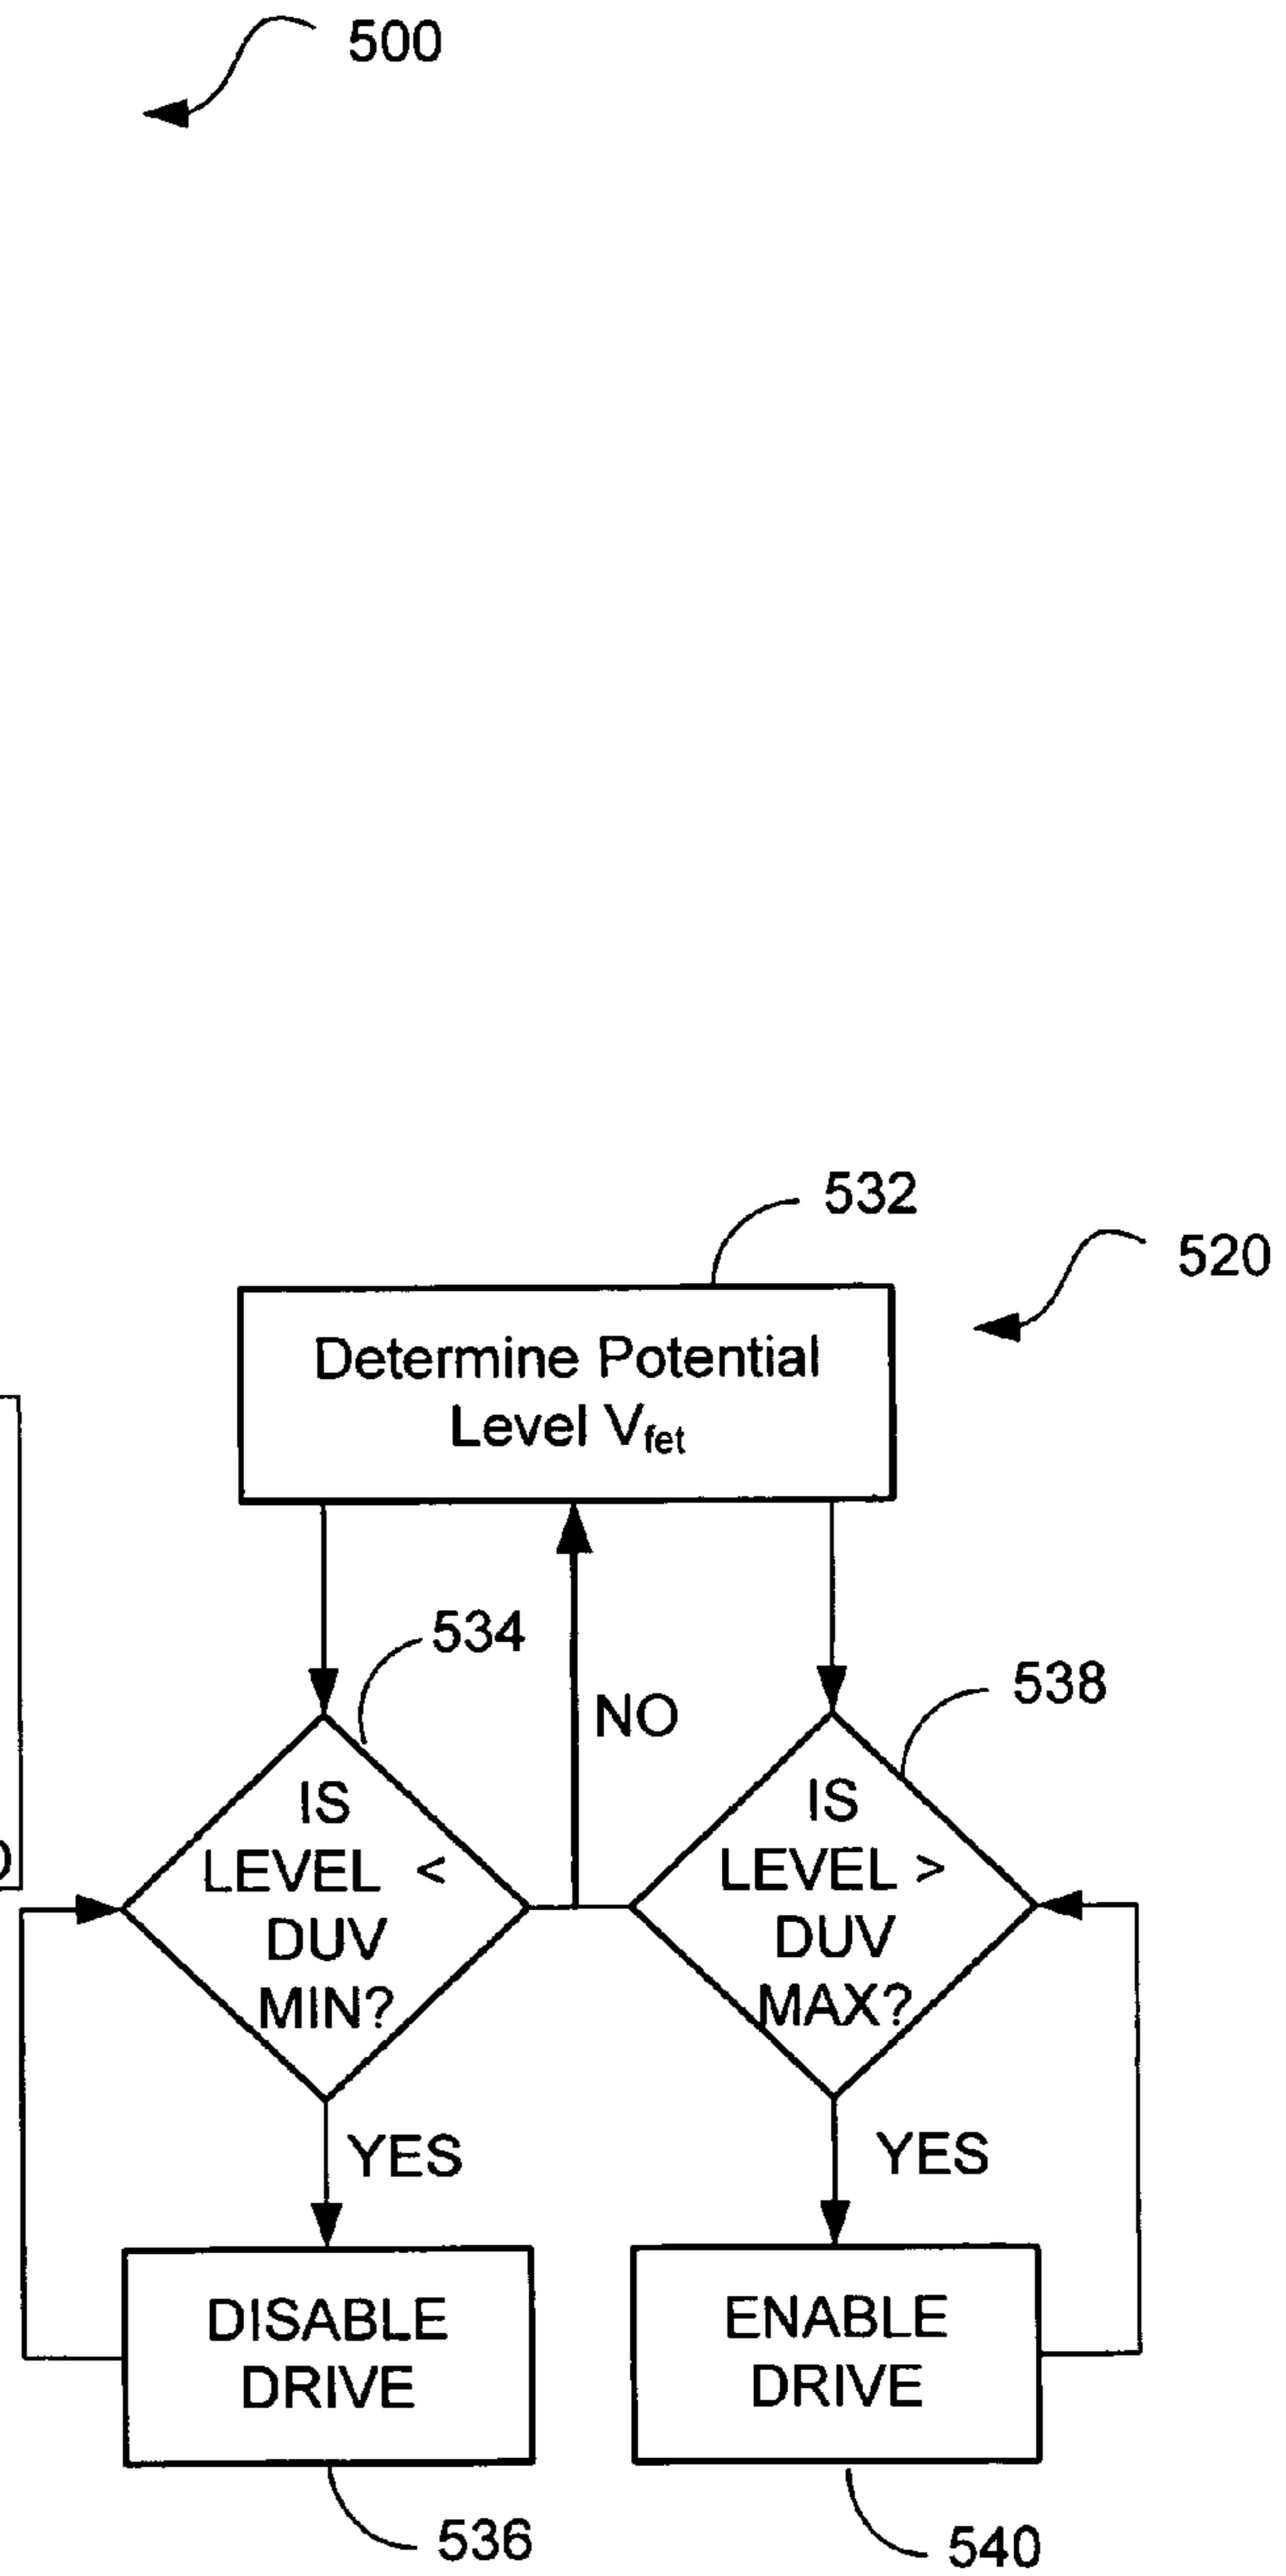 500
532
520
Determine Potential
Level Vfet
534
538
NO
IS
LEVEL <
DUV
MIN?
IS
LEVEL >
DUV
MAX?
YES
YES
DISABLE
DRIVE
ENABLE
DRIVE
536
540